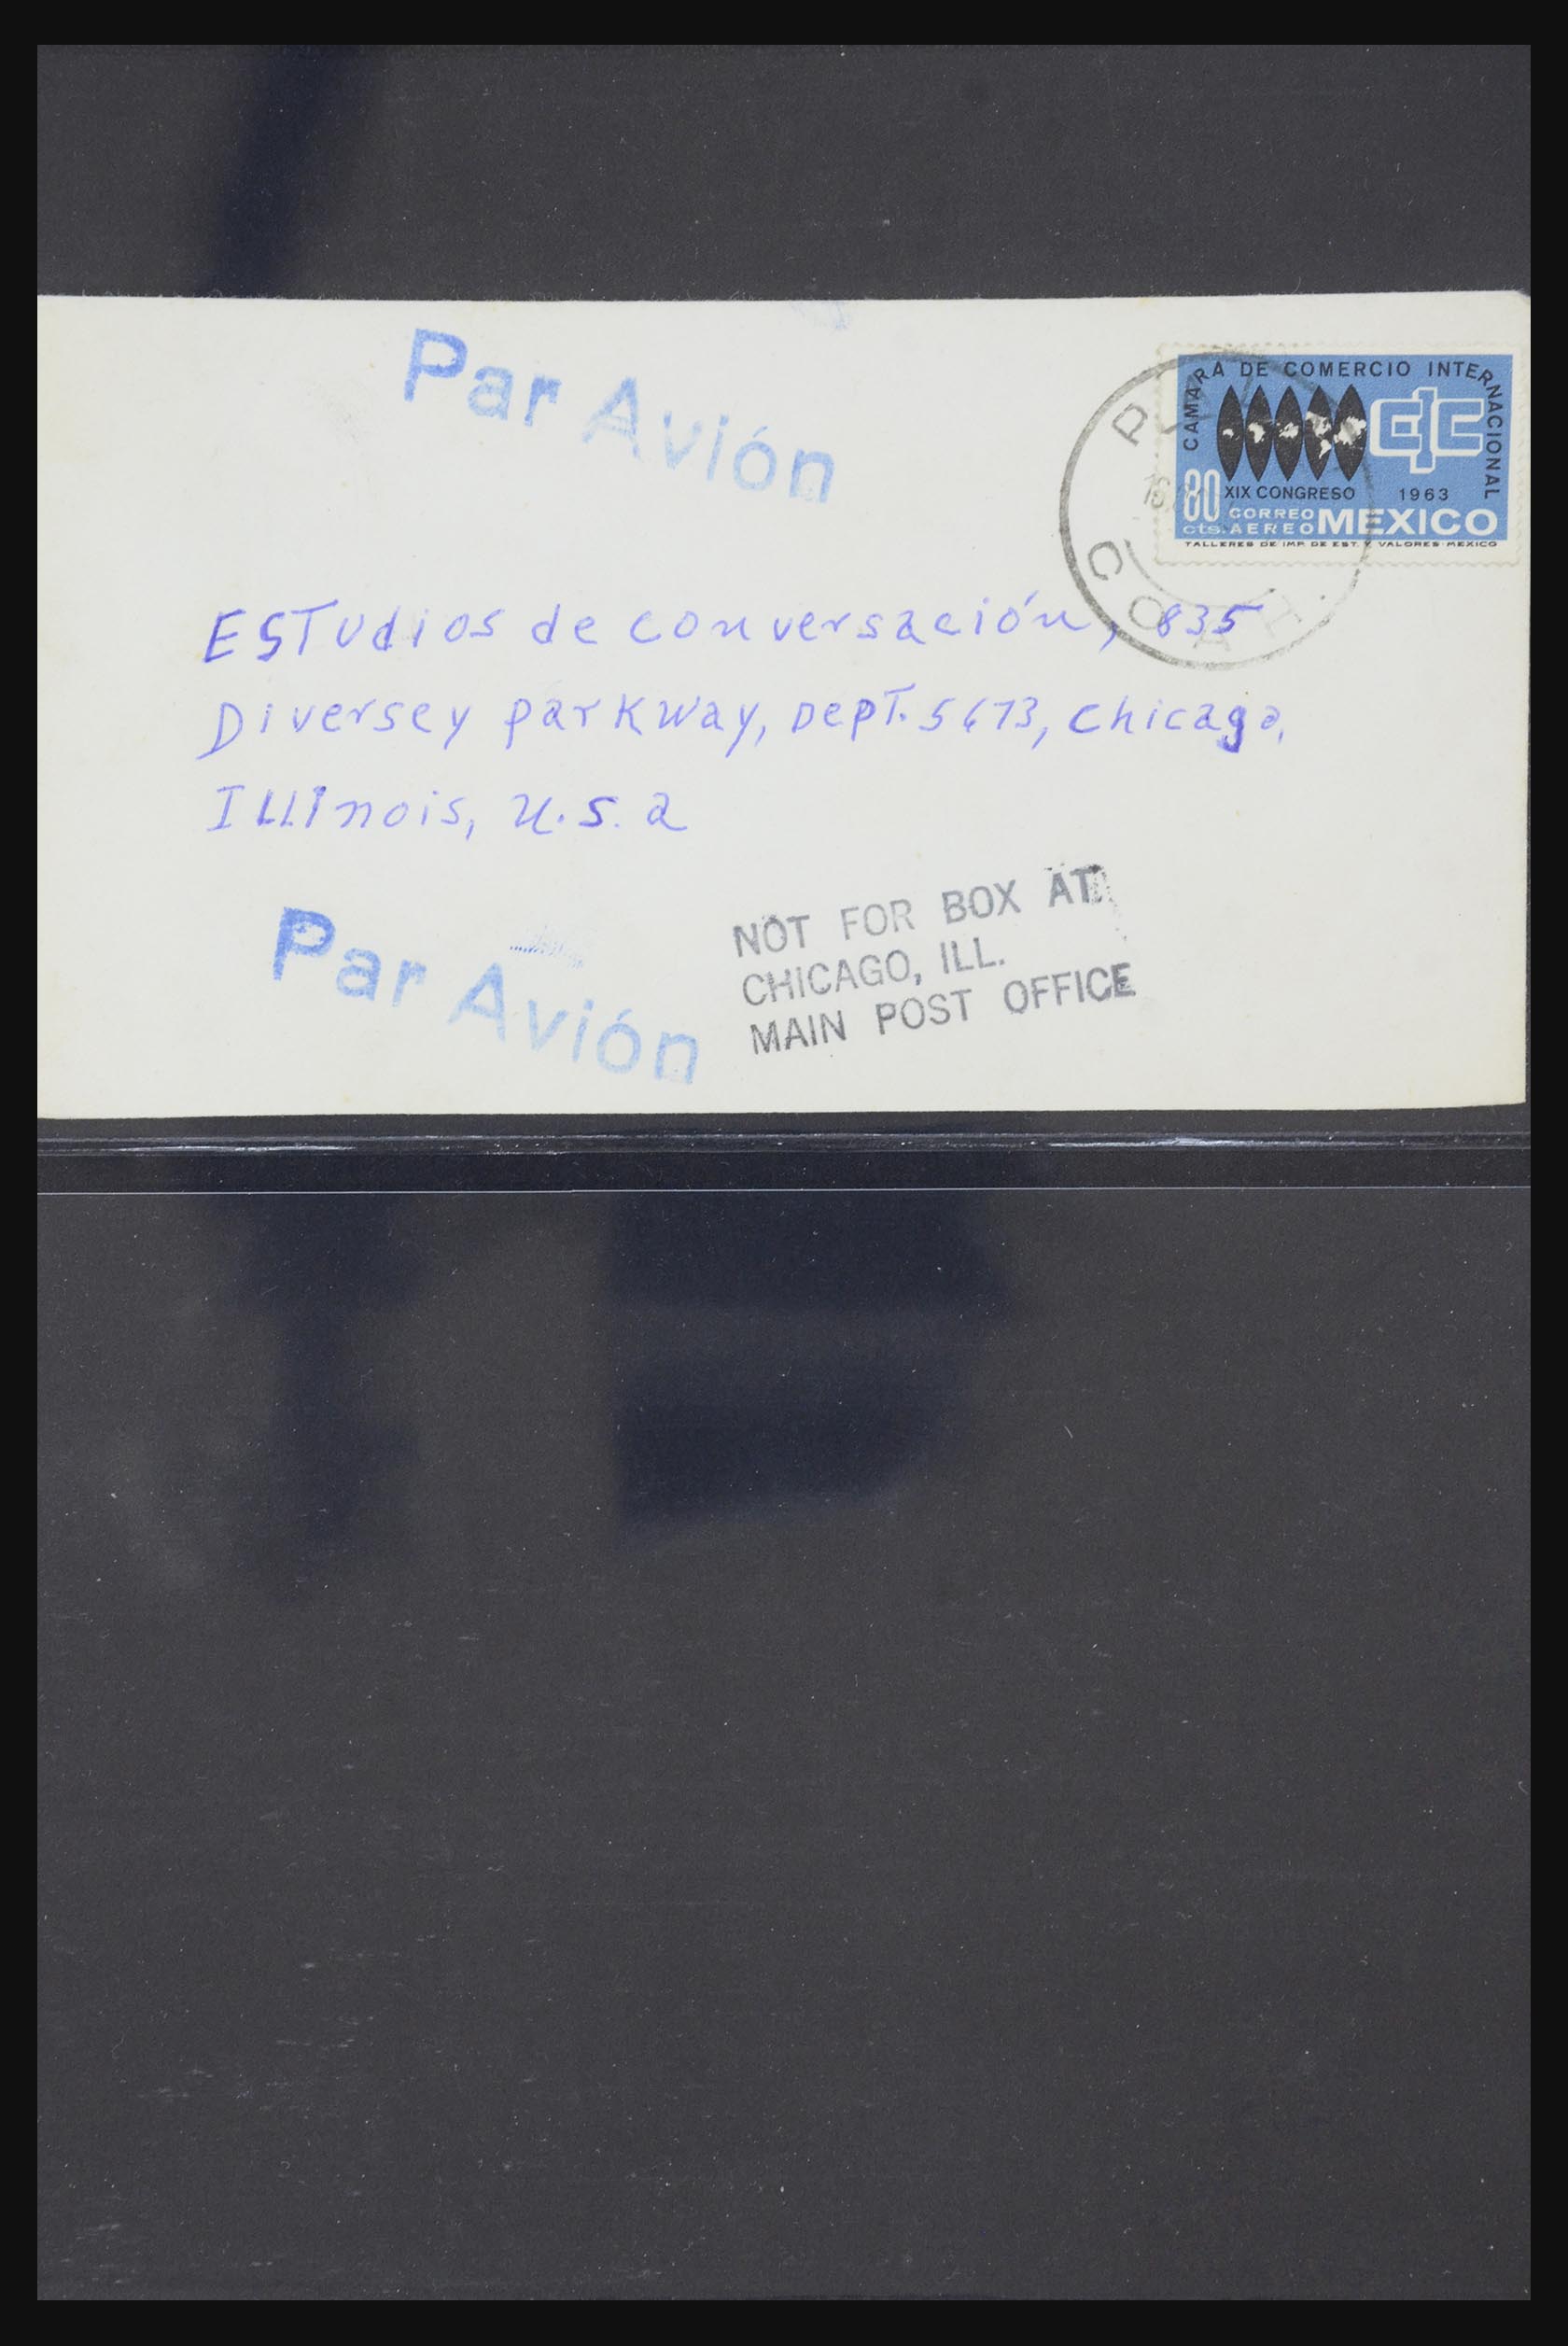 Par Avión
CAMARA DE COMERCIO INTERNACIONAL
CIC
XIX CONGRESO 1963
80 cts. CORREO AEREO MEXICO
TALLERES DE IMP. DE EST. Y VALORES-MEXICO
COAH.
ESTudios de conversación, 835
Diversey parkway, Dept. 5673, chicago,
ILLInois, U.S.a
Par Avión
NOT FOR BOX AT
CHICAGO, ILL.
MAIN POST OFFICE